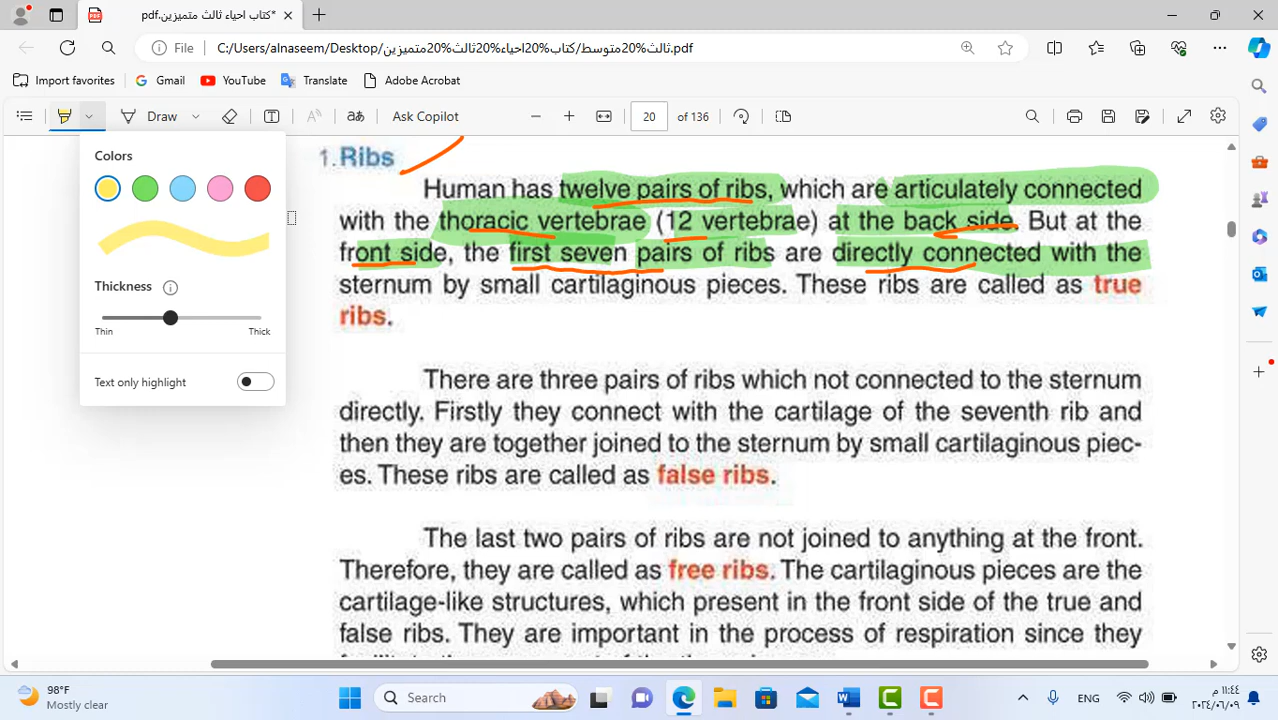 كتاب احياء ثالث متميزين.pdf*
File
C:/Users/alnaseem/Desktop/ثالث%20متوسط/كتاب%20احياء%20ثالث%20متميزين.pdf
Import favorites
Gmail
YouTube
Translate
Adobe Acrobat
Draw
Ask Copilot
20 of 136
Colors
Thickness
Thin Thick
Text only highlight
1.Ribs
Human has twelve pairs of ribs, which are articulately connected
with the thoracic vertebrae (12 vertebrae) at the back side. But at the
front side, the first seven pairs of ribs are directly connected with the
sternum by small cartilaginous pieces. These ribs are called as true
ribs.
There are three pairs of ribs which not connected to the sternum
directly. Firstly they connect with the cartilage of the seventh rib and
then they are together joined to the sternum by small cartilaginous piec-
es. These ribs are called as false ribs.
The last two pairs of ribs are not joined to anything at the front.
Therefore, they are called as free ribs. The cartilaginous pieces are the
cartilage-like structures, which present in the front side of the true and
false ribs. They are important in the process of respiration since they
98°F
Mostly clear
Search
ENG
١١:٤٤ م
٢٠٢٤/٠٦/٠٩